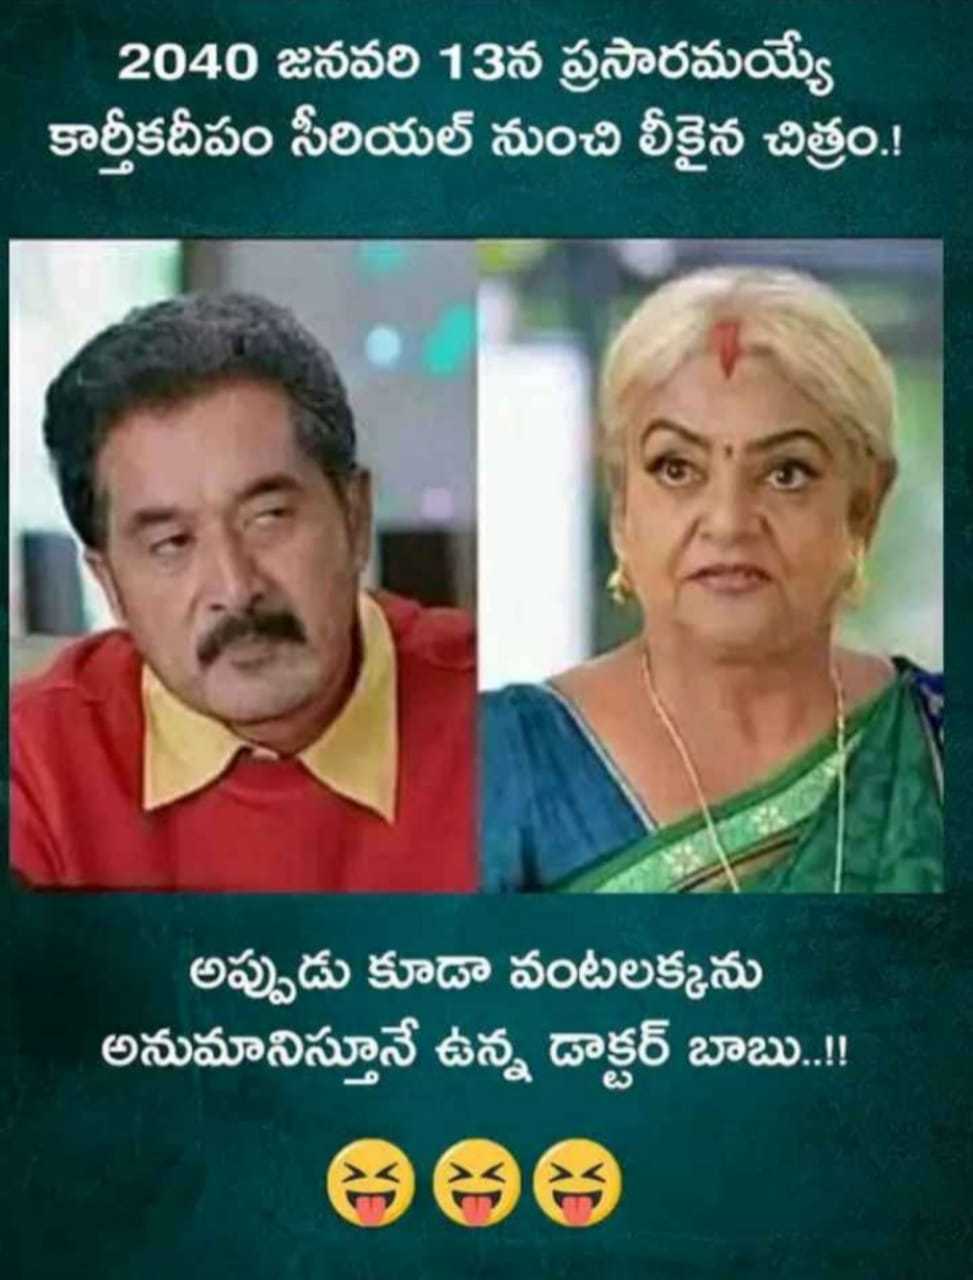 2040 జనవరి 13న ప్రసారమయ్యే
కార్తీకదీపం సీరియల్ నుంచి లీకైన చిత్రం.!
అప్పుడు కూడా వంటలక్కను
అనుమానిస్తూనే ఉన్న డాక్టర్ బాబు..!!